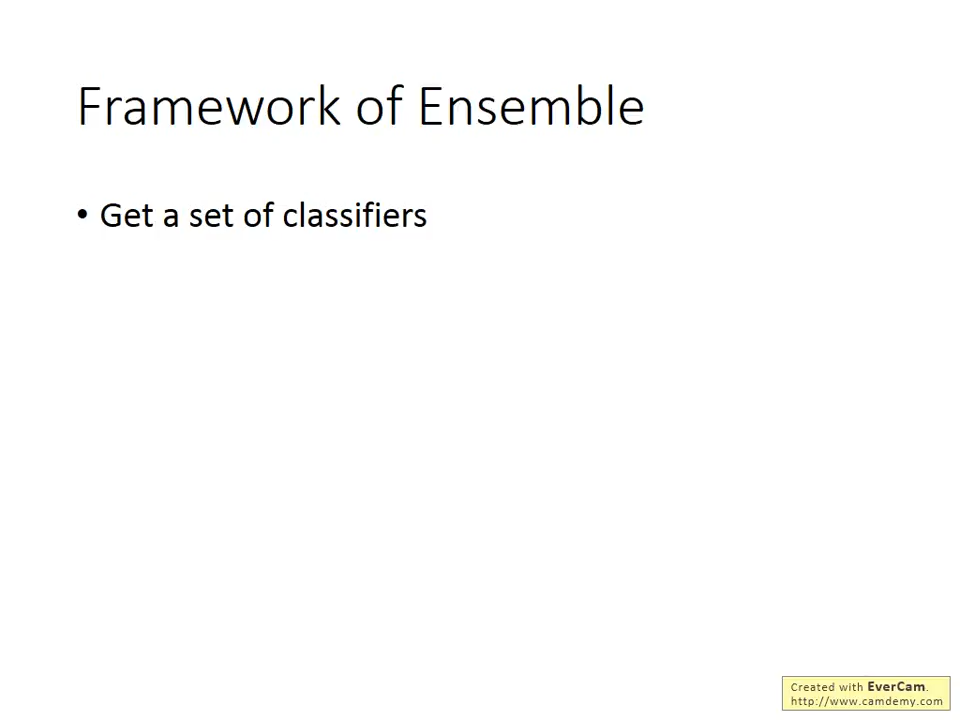 Framework of Ensemble
• Get a set of classifiers
Created with EverCam.
http://www.camdemy.com